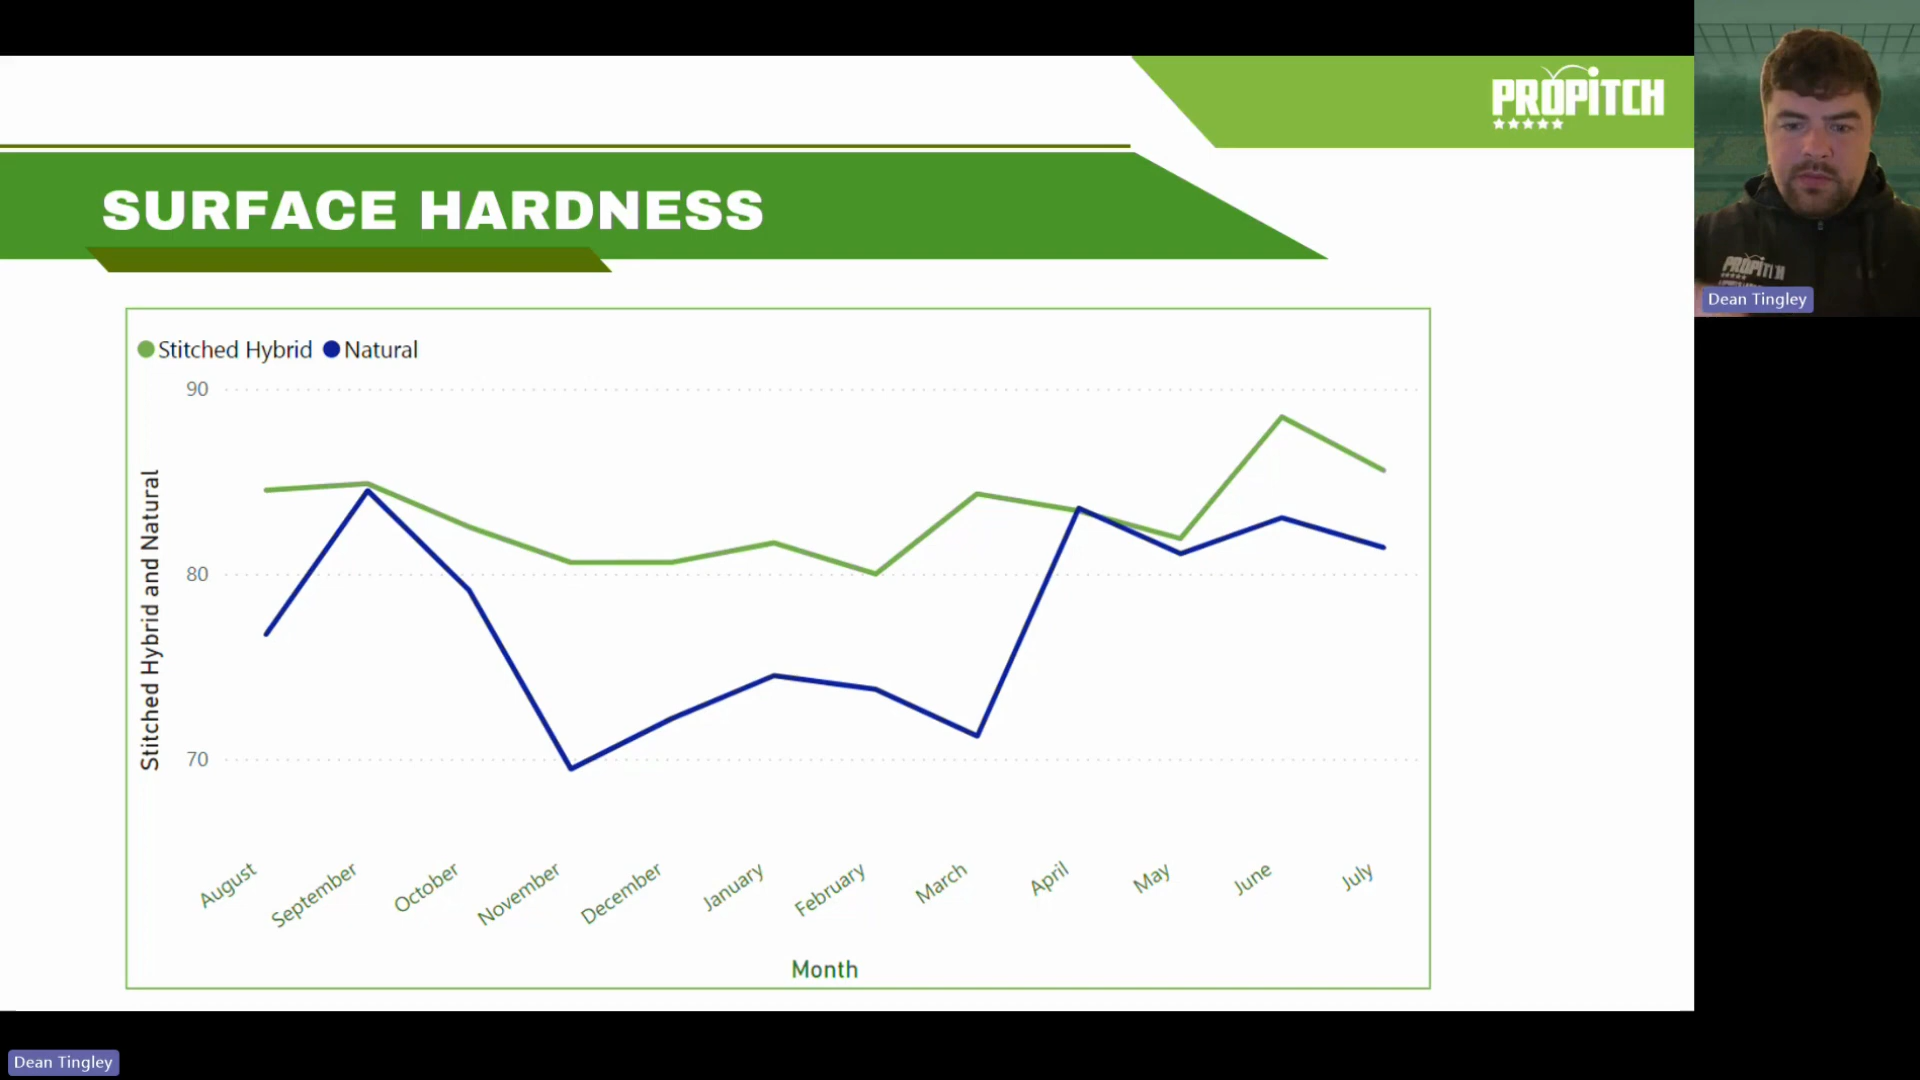 PROPITCH
SURFACE HARDNESS
Stitched Hybrid Natural
90
80
70
Stitched Hybrid and Natural
August
September
October
November
December
January
February
March
April
May
June
July
Month
PROPITCH
Dean Tingley
Dean Tingley